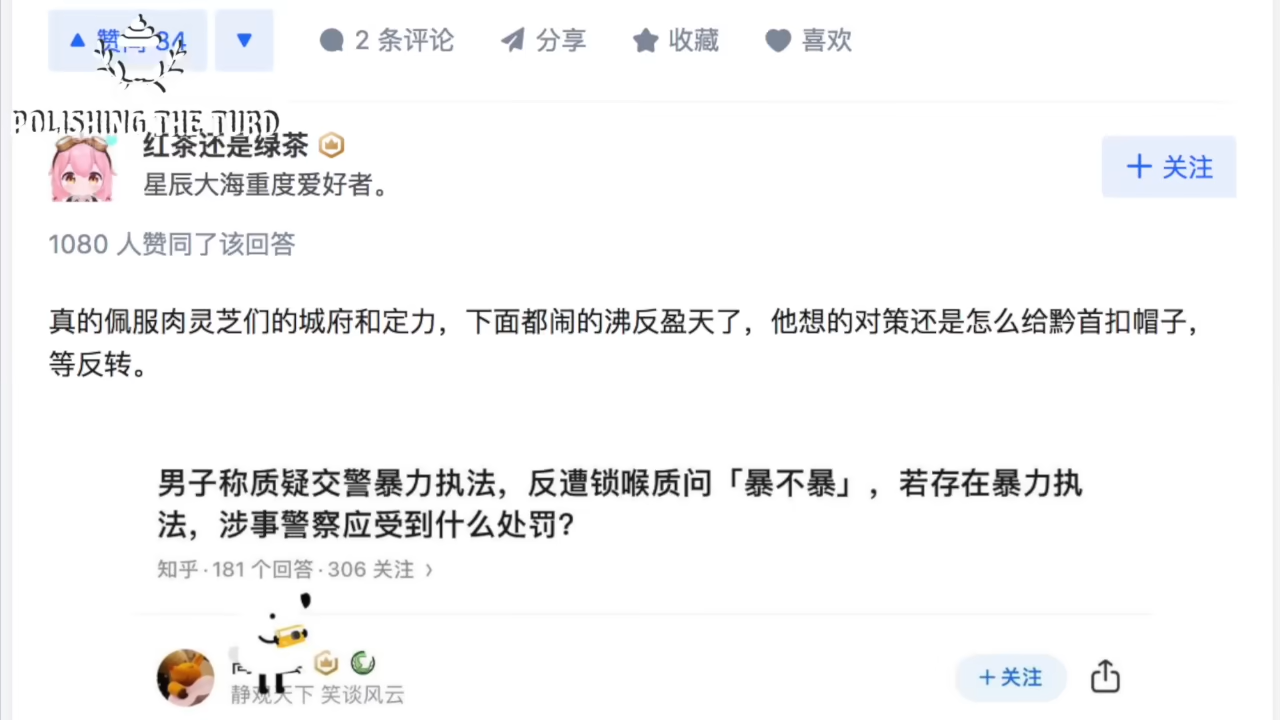 赞同 34
2 条评论
分享
收藏
喜欢
POLISHING THE TURD
红茶还是绿茶
星辰大海重度爱好者。
关注
1080 人赞同了该回答
真的佩服肉灵芝们的城府和定力，下面都闹的沸反盈天了，他想的对策还是怎么给黔首扣帽子，
等反转。
男子称质疑交警暴力执法，反遭锁喉质问「暴不暴」，若存在暴力执
法，涉事警察应受到什么处罚？
知乎 · 181 个回答 · 306 关注 ›
静观天下 笑谈风云
+ 关注